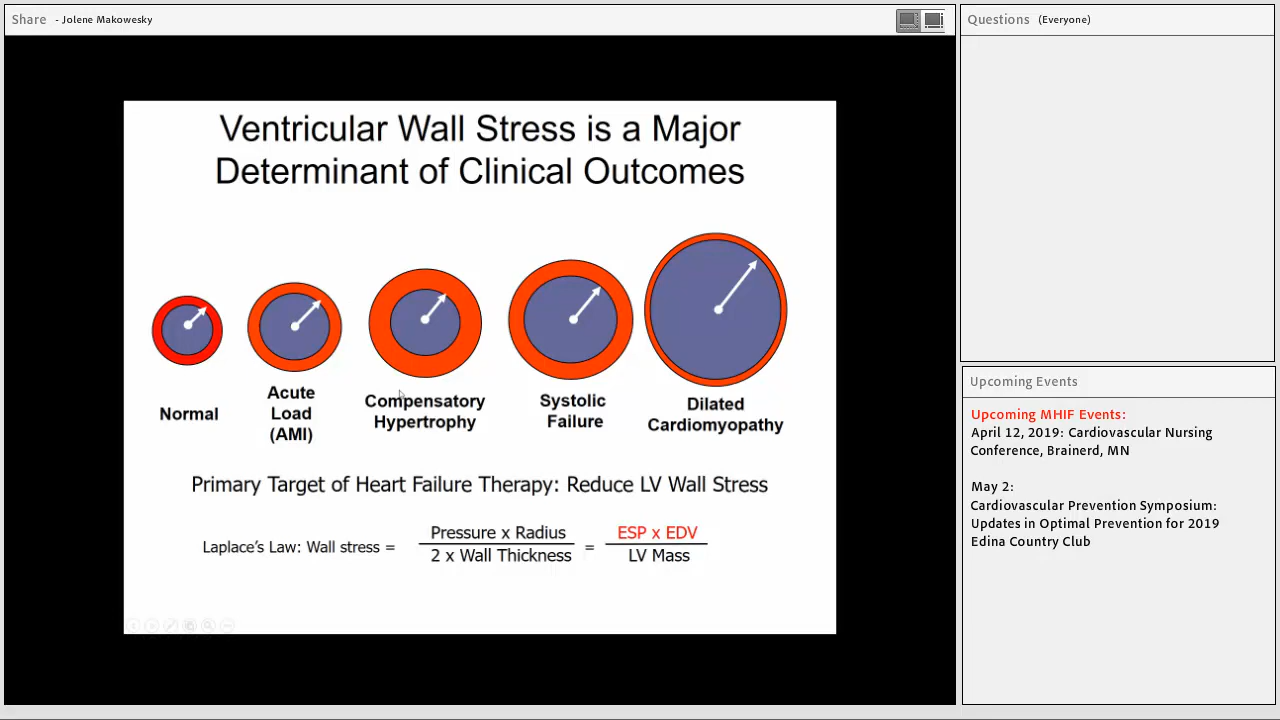 Share - Jolene Makowesky
Ventricular Wall Stress is a Major
Determinant of Clinical Outcomes
Normal
Acute
Load
(AMI)
Compensatory
Hypertrophy
Systolic
Failure
Dilated
Cardiomyopathy
Primary Target of Heart Failure Therapy: Reduce LV Wall Stress
Laplace's Law: Wall stress =
Pressure x Radius
2 x Wall Thickness
=
ESP x EDV
LV Mass
Questions (Everyone)
Upcoming Events
Upcoming MHIF Events:
April 12, 2019: Cardiovascular Nursing
Conference, Brainerd, MN
May 2:
Cardiovascular Prevention Symposium:
Updates in Optimal Prevention for 2019
Edina Country Club